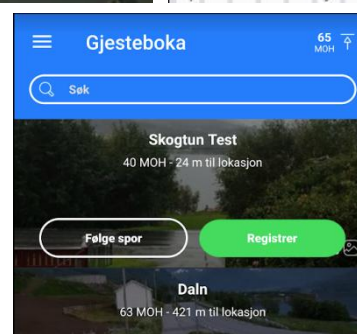 Gjesteboka
65
MOH
Søk
Skogtun Test
40 MOH - 24 m til lokasjon
Følge spor
Registrer
Daln
63 MOH - 421 m til lokasjon